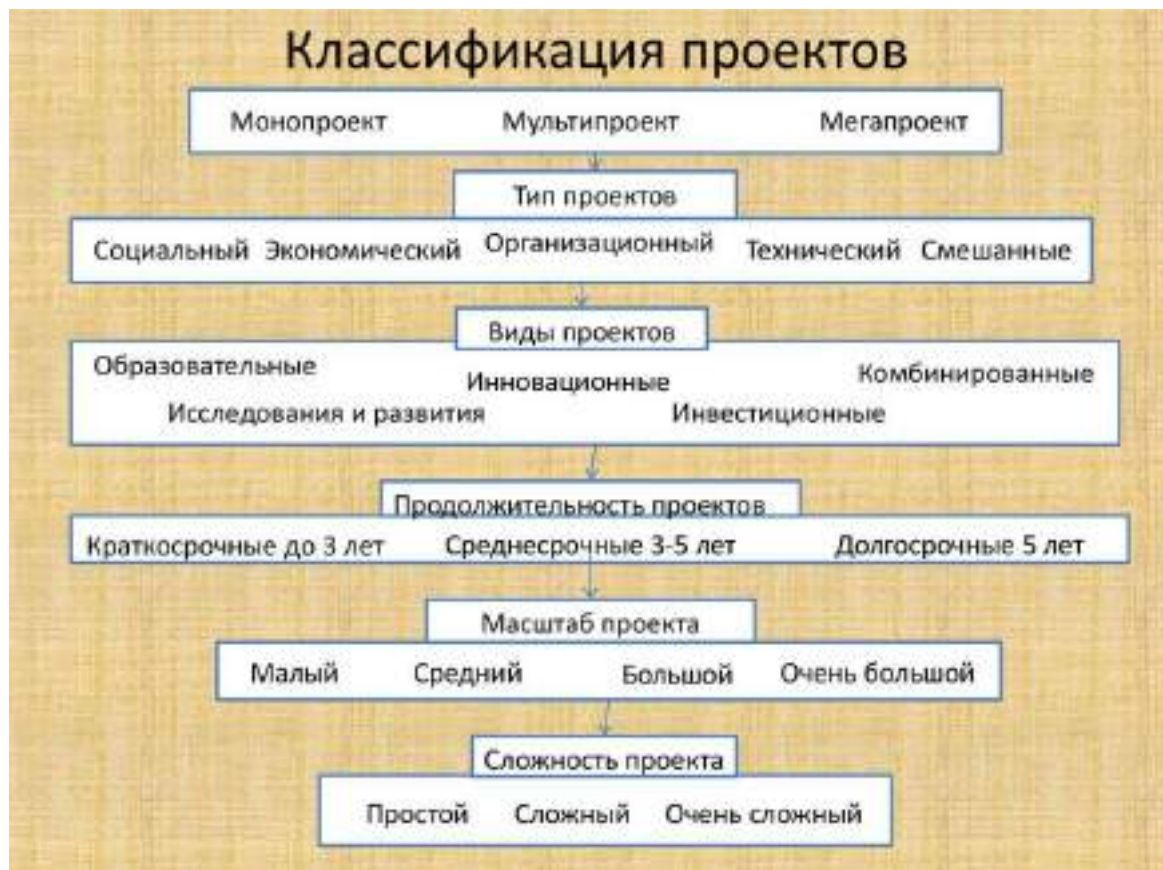 Классификация проектов
Монопроект Мультипроект Мегапроект
Тип проектов
Социальный Экономический Организационный Технический Смешанные
Виды проектов
Образовательные Инновационные Комбинированные
Исследования и развития Инвестиционные
Продолжительность проектов
Краткосрочные до 3 лет Среднесрочные 3-5 лет Долгосрочные 5 лет
Масштаб проекта
Малый Средний Большой Очень большой
Сложность проекта
Простой Сложный Очень сложный